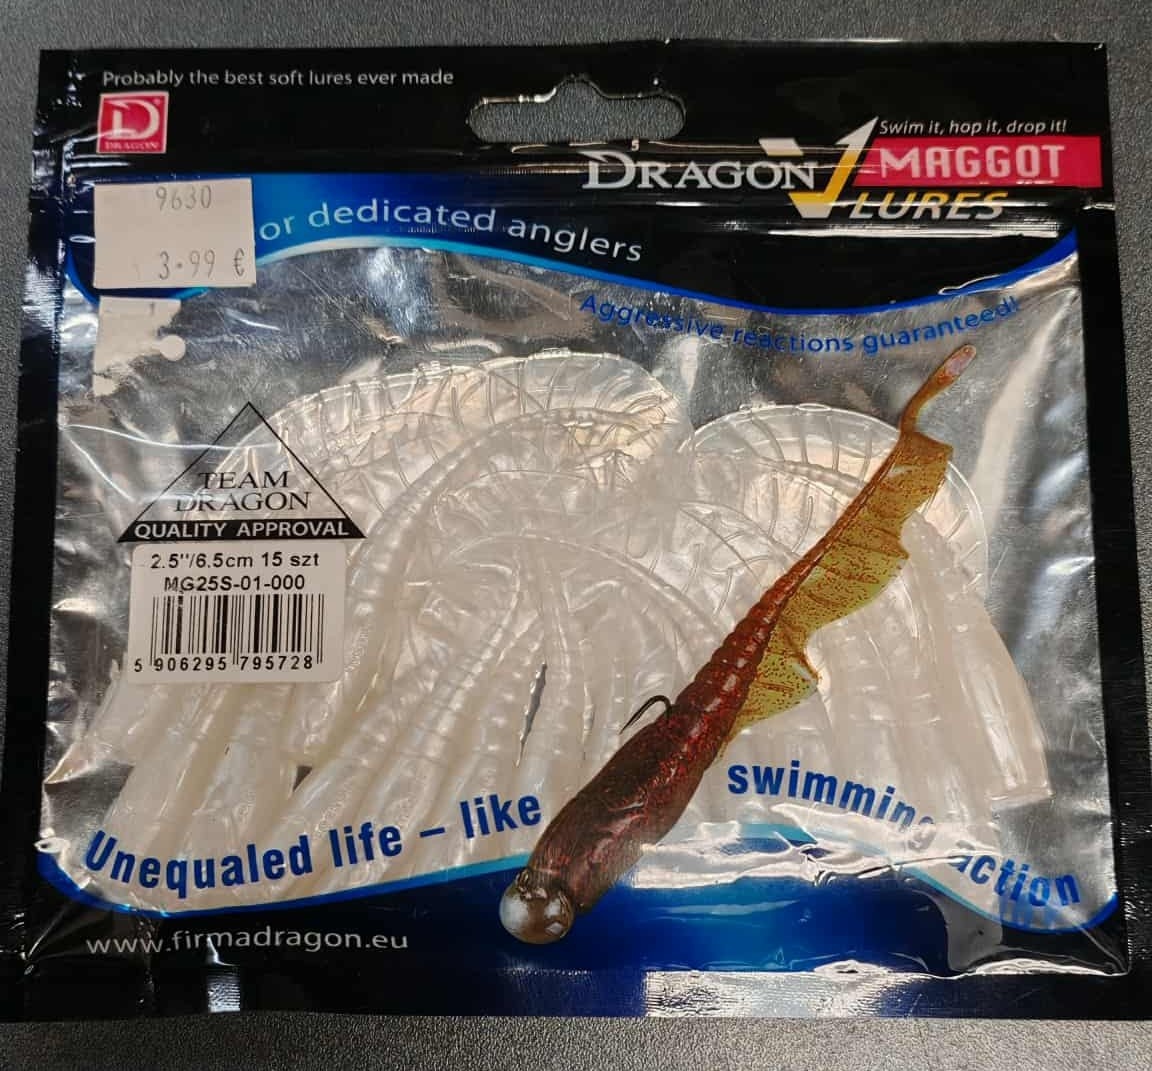 Probably the best soft lures ever made
D
DRAGON
Swim it, hop it, drop it!
DRAGON
MAGGOT
LURES
9630
3.99 €
or dedicated anglers
Aggressive reactions guaranteed!
TEAM
DRAGON
QUALITY APPROVAL
2.5"/6.5cm 15 szt
MG25S-01-000
5 906295 795728
Unequaled life – like
swimming action
www.firmadragon.eu